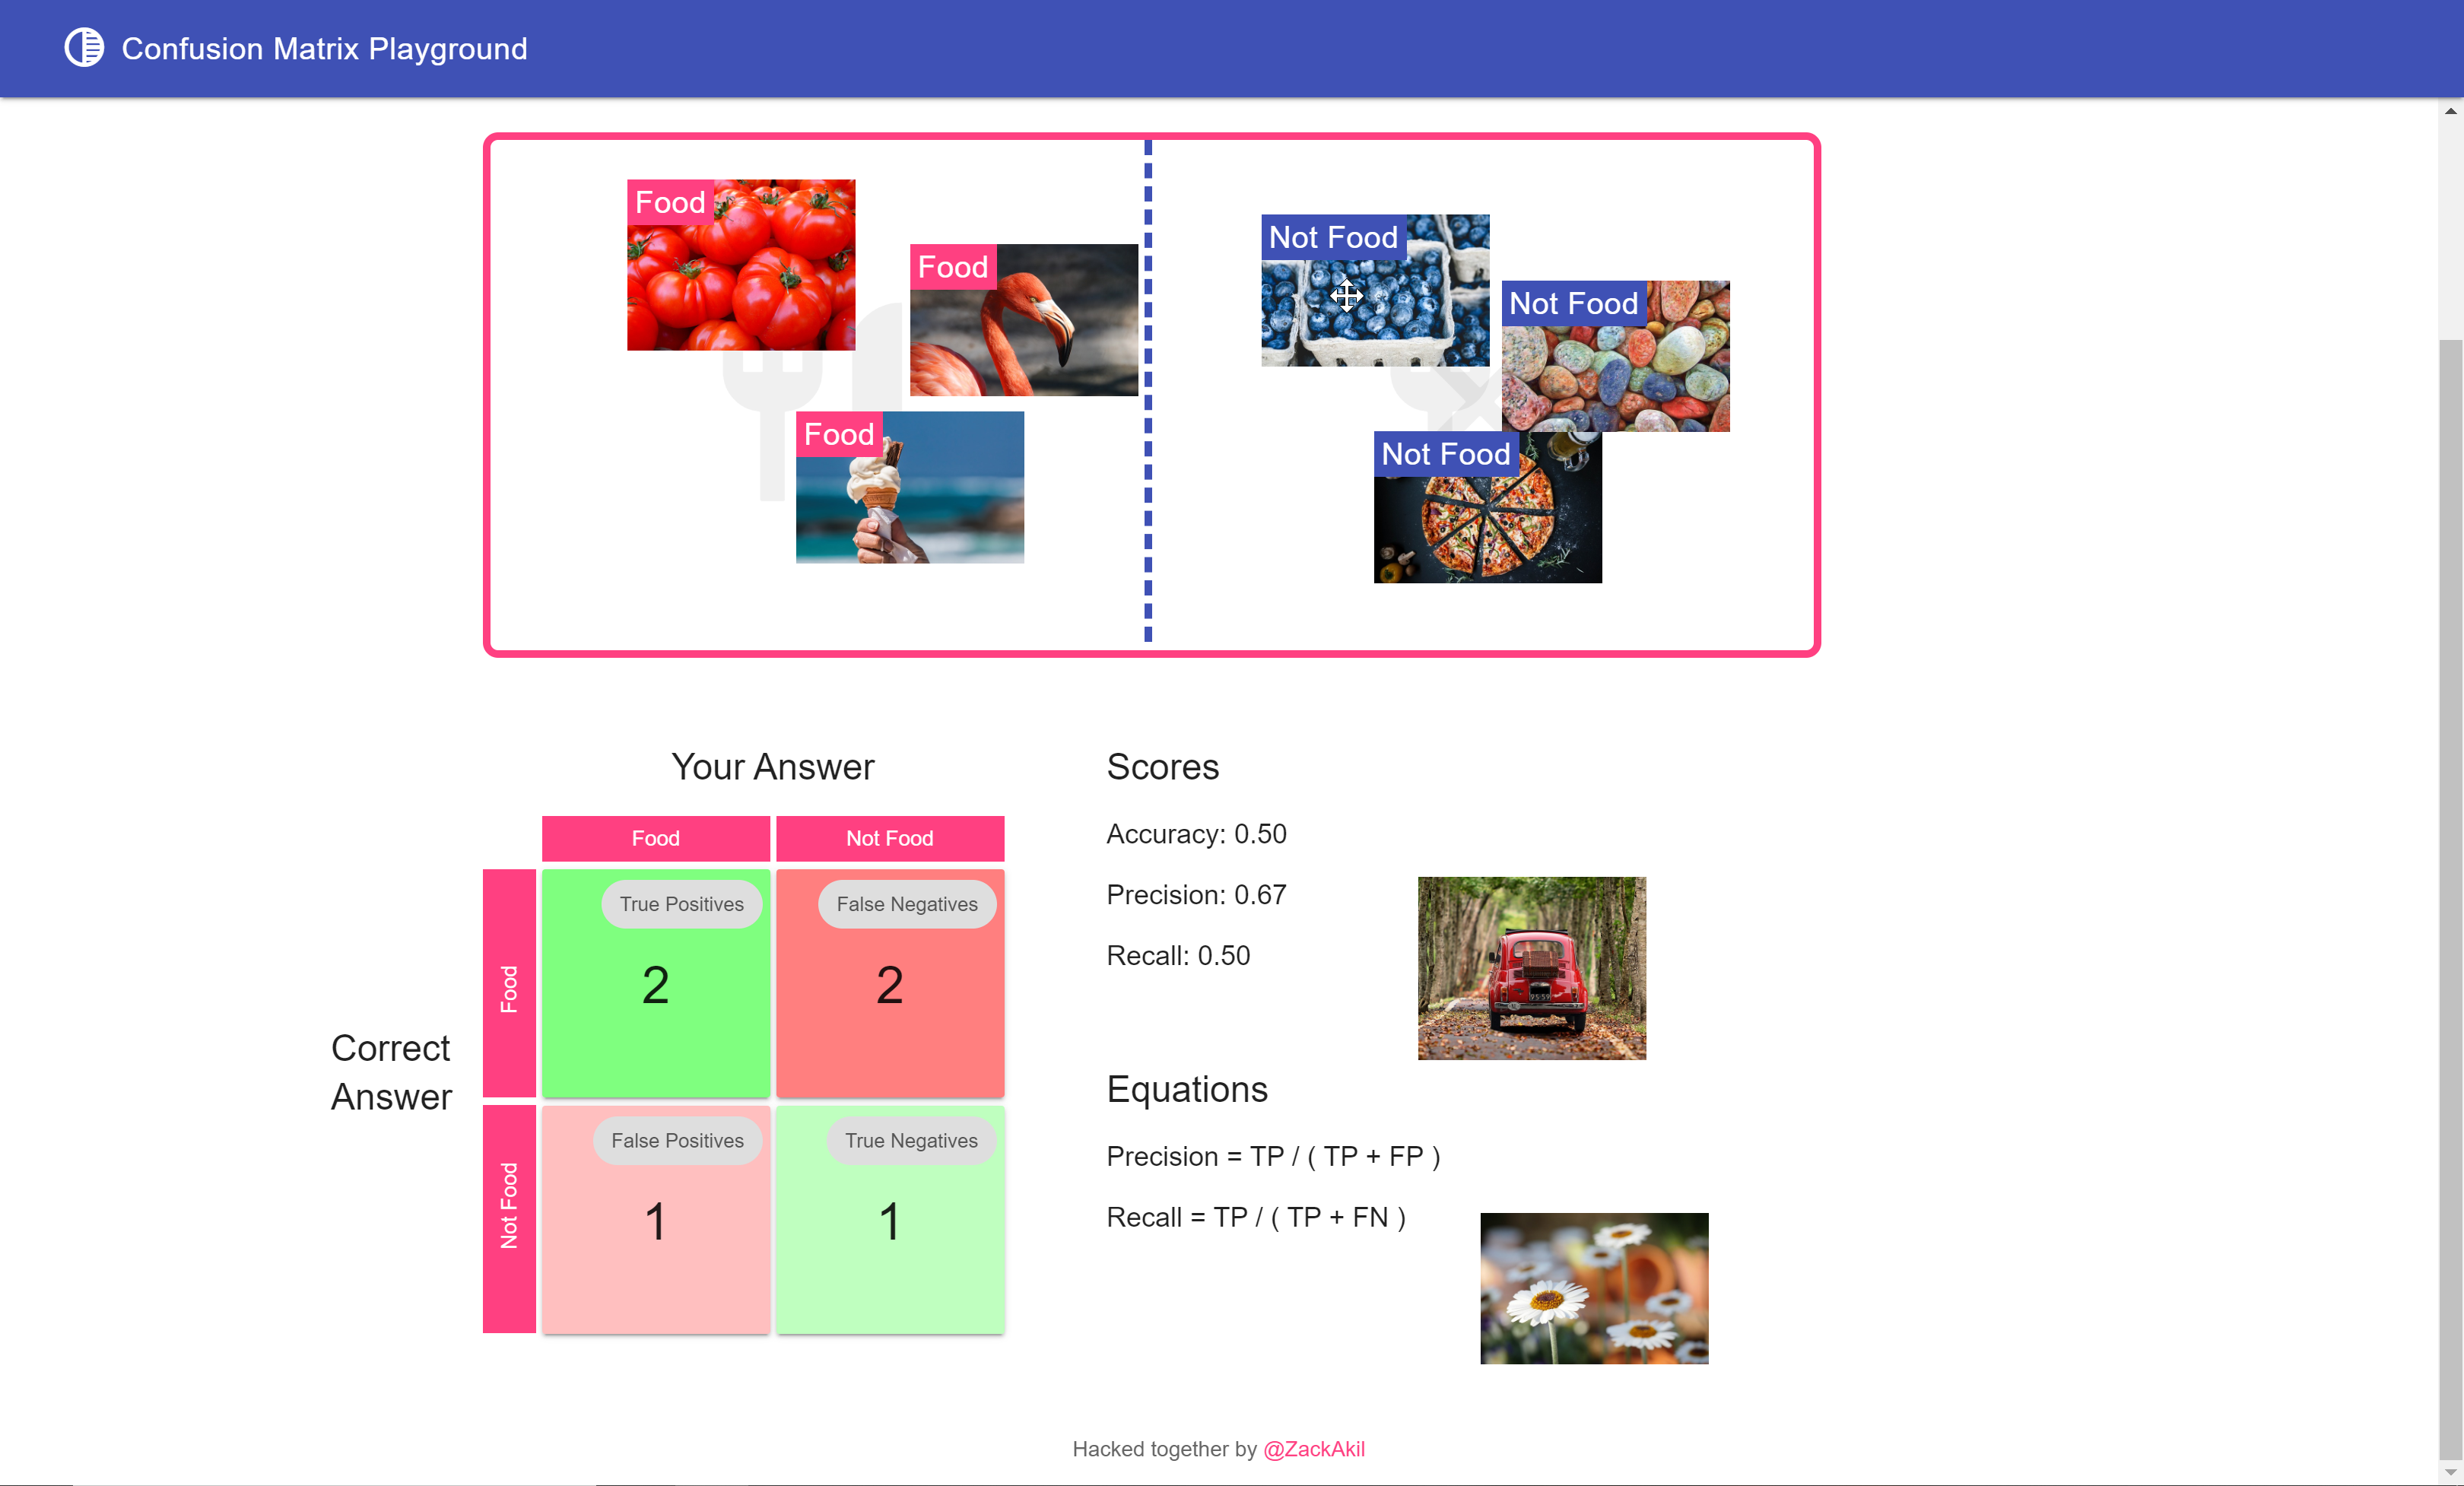 Confusion Matrix Playground
Food
Food
Food
Not Food
Not Food
Not Food
Your Answer
Food
Not Food
Correct
Answer
Food
True Positives
2
False Negatives
2
Not Food
False Positives
1
True Negatives
1
Scores
Accuracy: 0.50
Precision: 0.67
Recall: 0.50
Equations
Precision = TP / ( TP + FP )
Recall = TP / ( TP + FN )
Hacked together by @ZackAkil